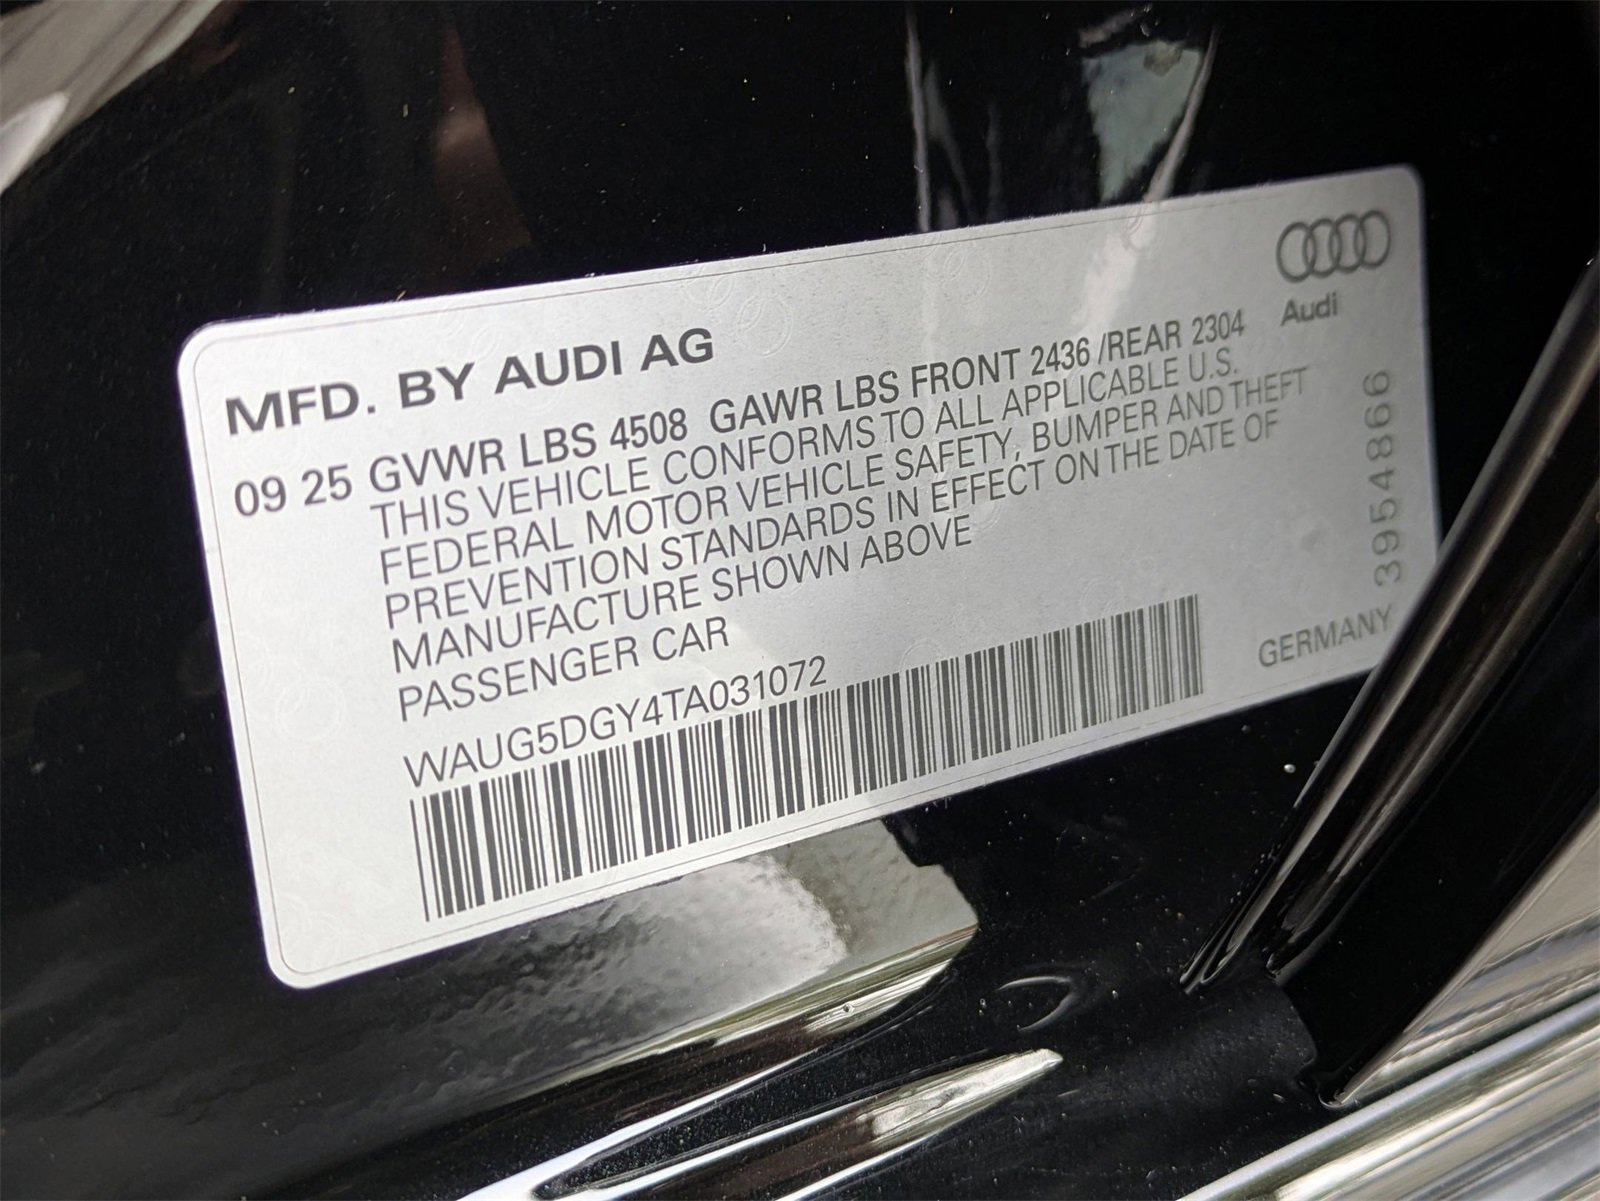 Audi
MFD. BY AUDI AG
09 25 GVWR LBS 4508 GAWR LBS FRONT 2436 /REAR 2304
THIS VEHICLE CONFORMS TO ALL APPLICABLE U.S.
FEDERAL MOTOR VEHICLE SAFETY, BUMPER AND THEFT
PREVENTION STANDARDS IN EFFECT ON THE DATE OF
MANUFACTURE SHOWN ABOVE
PASSENGER CAR
WAUG5DGY4TA031072
GERMANY
3954866